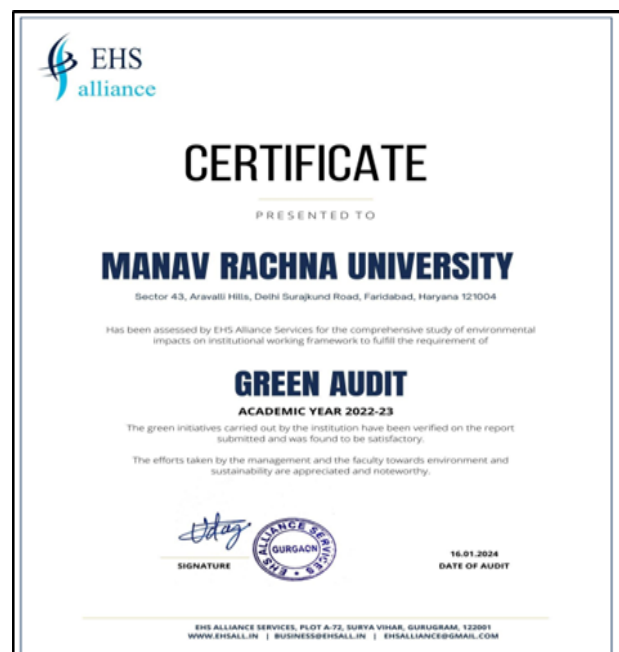 EHS
alliance
CERTIFICATE
PRESENTED TO
MANAV RACHNA UNIVERSITY
Sector 43, Aravalli Hills, Delhi Surajkund Road, Faridabad, Haryana 121004
Has been assessed by EHS Alliance Services for the comprehensive study of environmental
impacts on institutional working framework to fulfill the requirement of
GREEN AUDIT
ACADEMIC YEAR 2022-23
The green initiatives carried out by the institution have been verified on the report
submitted and was found to be satisfactory.
The efforts taken by the management and the faculty towards environment and
sustainability are appreciated and noteworthy.
Uday
EHS ALLIANCE SERVICES
GURGAON
SIGNATURE
16.01.2024
DATE OF AUDIT
EHS ALLIANCE SERVICES, PLOT A-72, SURYA VIHAR, GURUGRAM, 122001
WWW.EHSALL.IN | BUSINESS@EHSALL.IN | EHSALLIANCE@GMAIL.COM